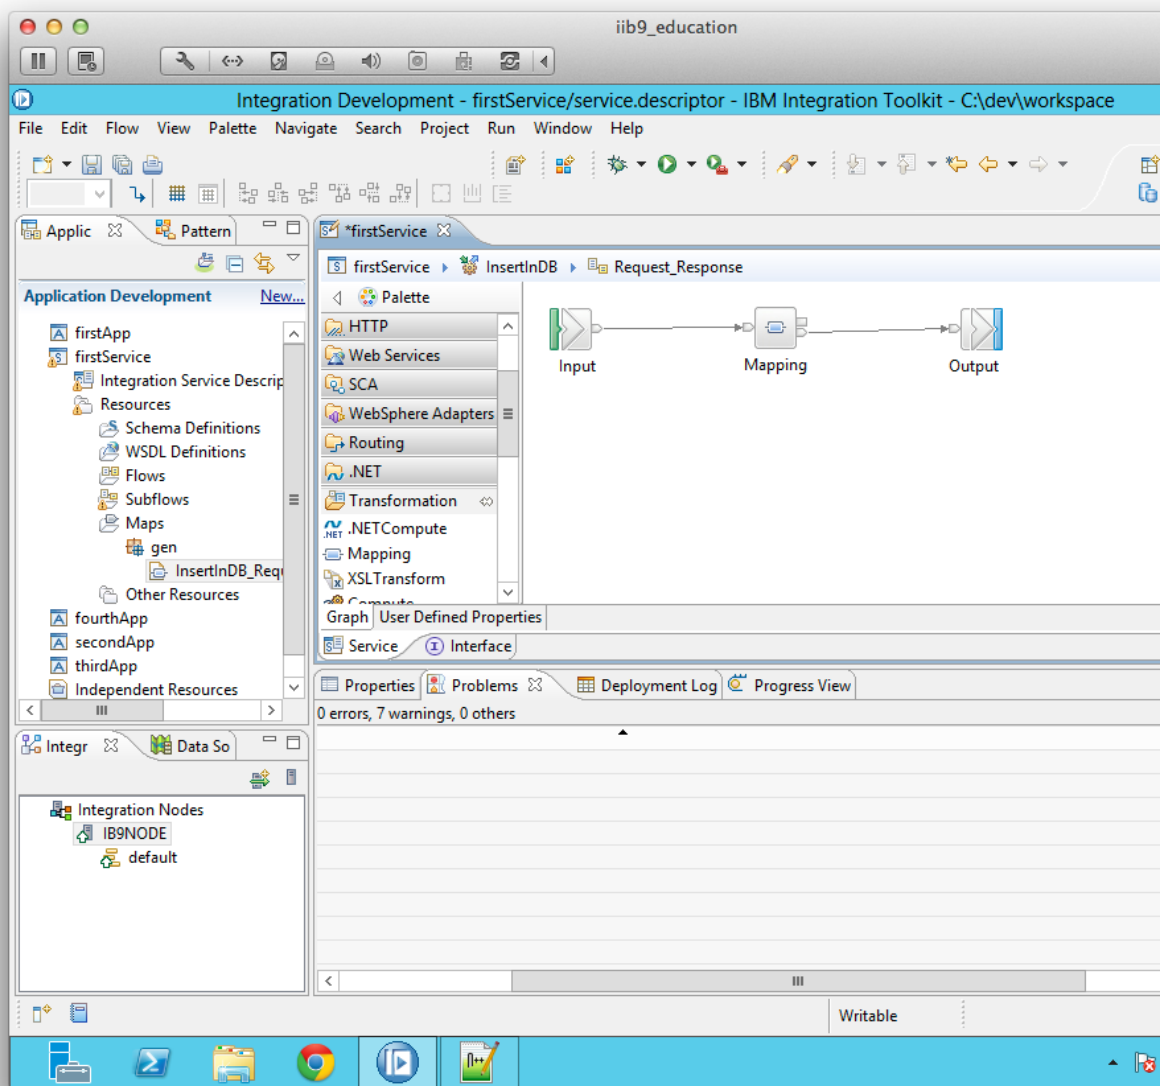 iib9_education
Integration Development - firstService/service.descriptor - IBM Integration Toolkit - C:\dev\workspace
File Edit Flow View Palette Navigate Search Project Run Window Help
Applic
Pattern
Application Development New...
firstApp
firstService
Integration Service Descrip
Resources
Schema Definitions
WSDL Definitions
Flows
Subflows
Maps
gen
InsertInDB_Requ
Other Resources
fourthApp
secondApp
thirdApp
Independent Resources
*firstService
firstService InsertInDB Request_Response
Palette
HTTP
Web Services
SCA
WebSphere Adapters
Routing
.NET
Transformation
.NETCompute
Mapping
XSLTransform
Compute
Input
Mapping
Output
Graph User Defined Properties
Service Interface
Properties Problems Deployment Log Progress View
0 errors, 7 warnings, 0 others
Integr
Data So
Integration Nodes
IB9NODE
default
Writable